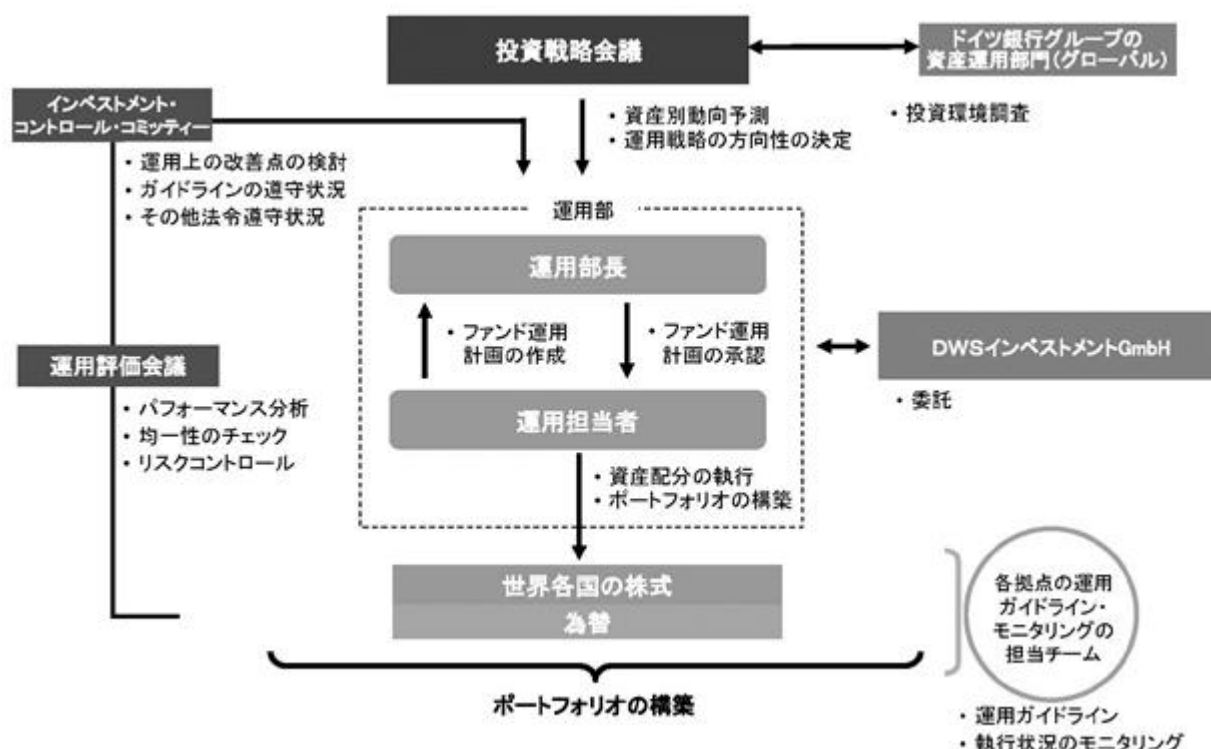 投資戦略会議
ドイツ銀行グループの
資産運用部門(グローバル)
・投資環境調査
・資産別動向予測
・運用戦略の方向性の決定
インベストメント・
コントロール・コミッティー
・運用上の改善点の検討
・ガイドラインの遵守状況
・その他法令遵守状況
運用部
運用部長
・ファンド運用
計画の作成
・ファンド運用
計画の承認
DWSインベストメントGmbH
・委託
運用評価会議
・パフォーマンス分析
・均一性のチェック
・リスクコントロール
運用担当者
・資産配分の執行
・ポートフォリオの構築
世界各国の株式
為替
各拠点の運用
ガイドライン・
モニタリングの
担当チーム
ポートフォリオの構築
・運用ガイドライン
・執行状況のモニタリング